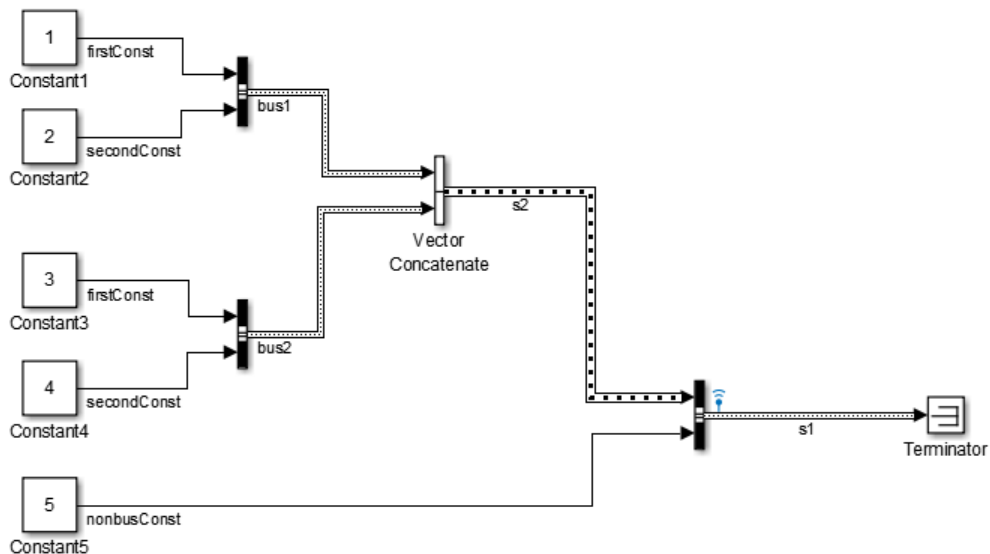 1
firstConst
Constant1
bus1
2
secondConst
Constant2
s2
Vector
Concatenate
3
firstConst
Constant3
bus2
4
secondConst
Constant4
s1
Terminator
5
nonbusConst
Constant5